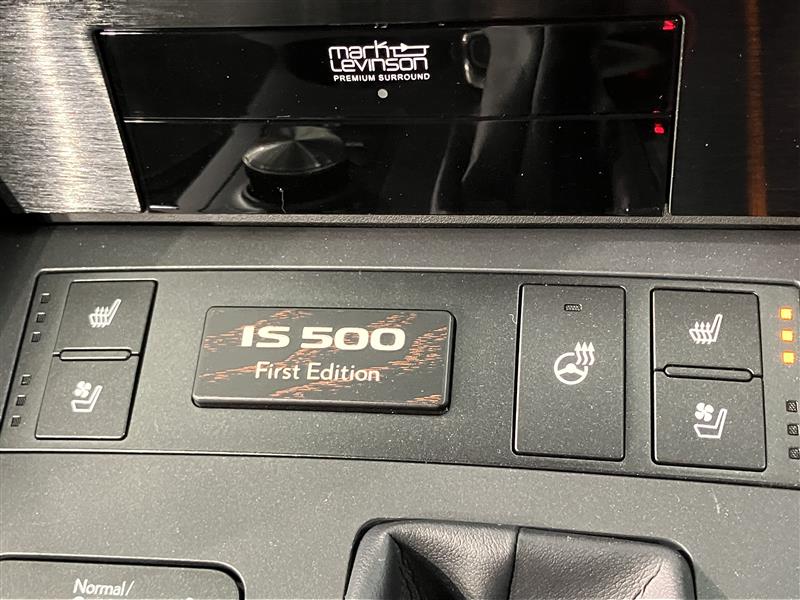 mark
Levinson
PREMIUM SURROUND
IS 500
First Edition
Normal/